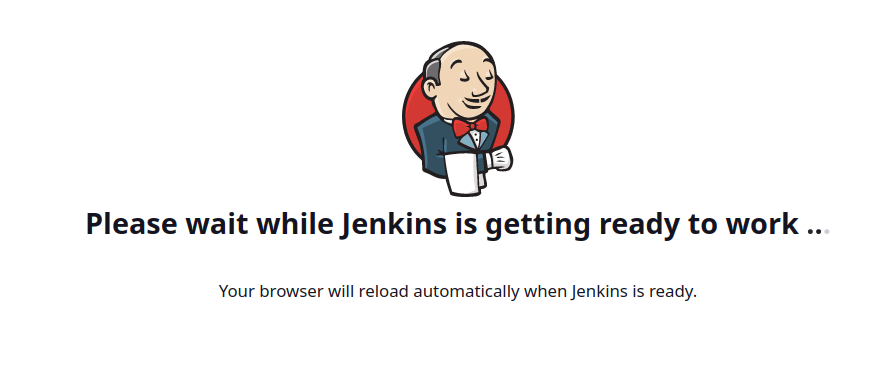 Please wait while Jenkins is getting ready to work ...
Your browser will reload automatically when Jenkins is ready.